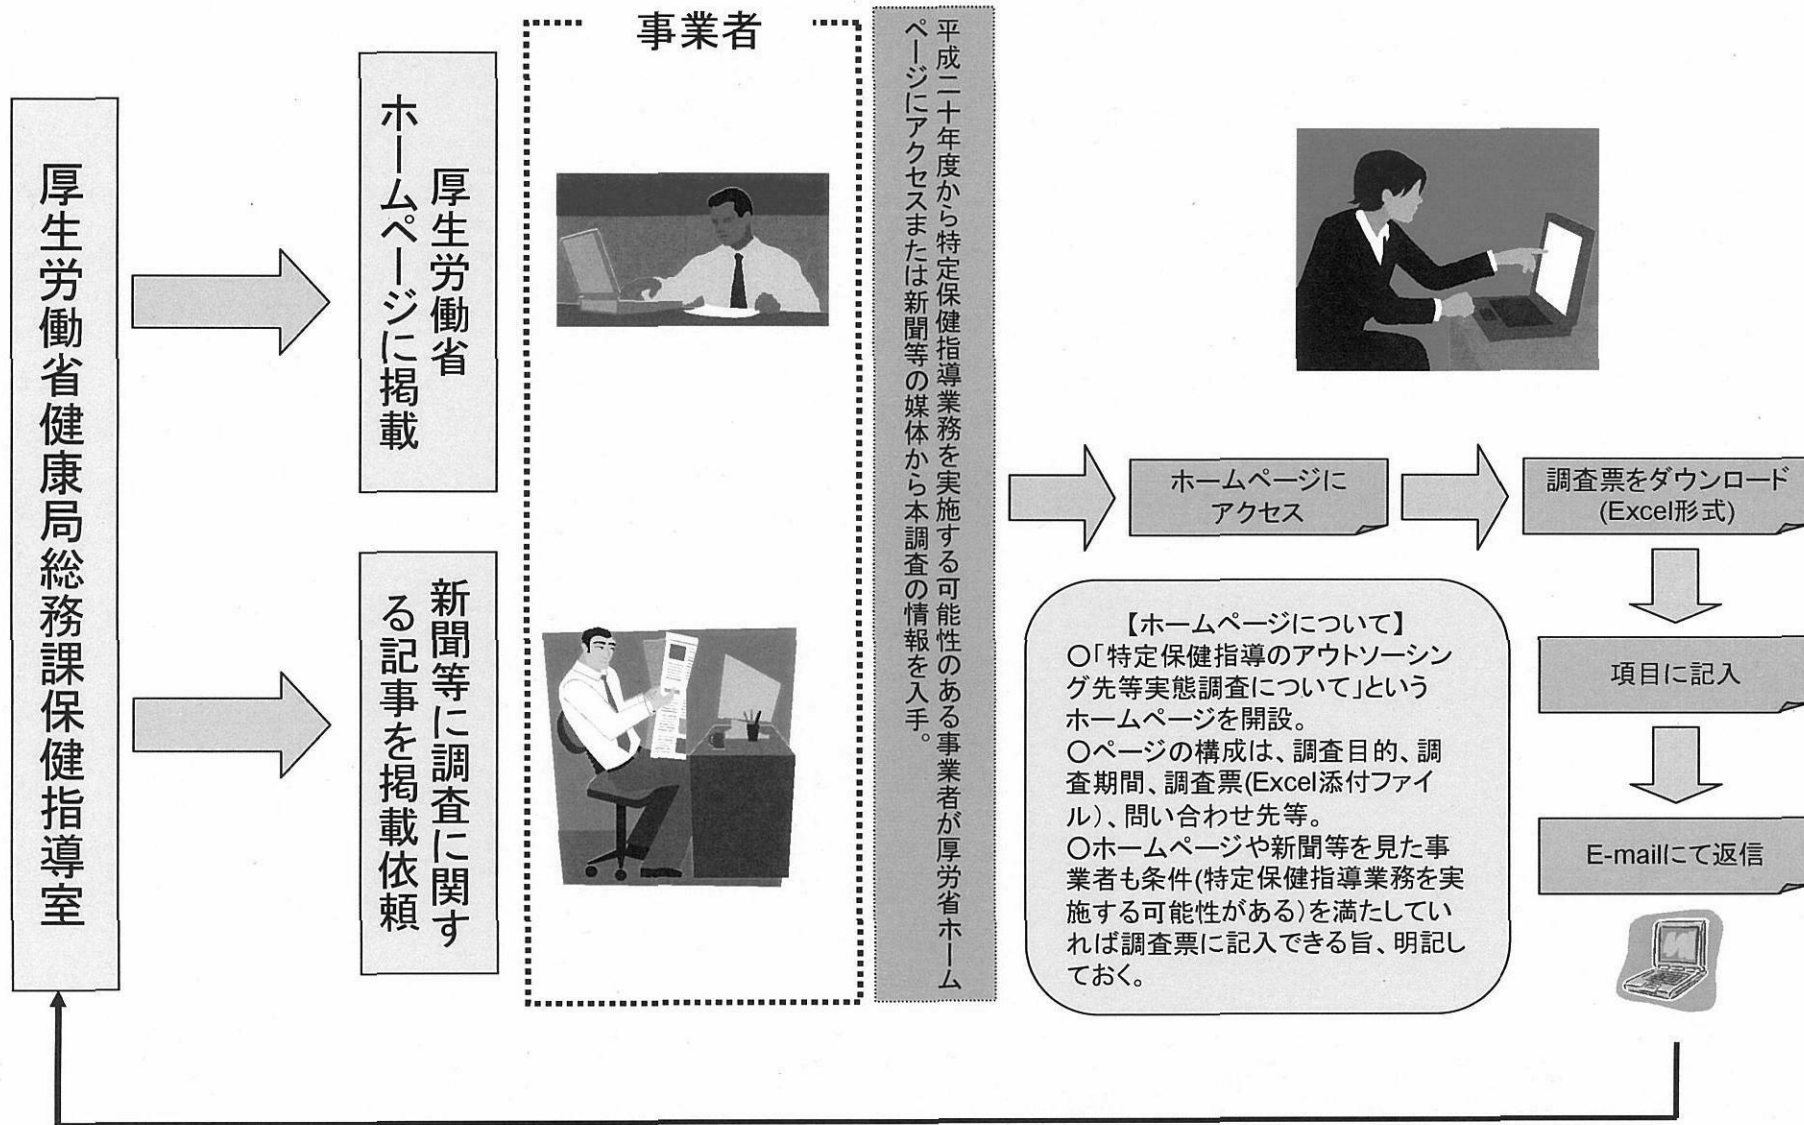 厚生労働省健康局総務課保健指導室
厚生労働省
ホームページに掲載
新聞等に調査に関す
る記事を掲載依頼
事業者
平成二十年度から特定保健指導業務を実施する可能性のある事業者が厚労省ホーム
ページにアクセスまたは新聞等の媒体から本調査の情報を入手。
ホームページに
アクセス
調査票をダウンロード
(Excel形式)
項目に記入
E-mailにて返信
【ホームページについて】
○「特定保健指導のアウトソーシン
グ先等実態調査について」という
ホームページを開設。
○ページの構成は、調査目的、調
査期間、調査票(Excel添付ファイ
ル)、問い合わせ先等。
○ホームページや新聞等を見た事
業者も条件(特定保健指導業務を実
施する可能性がある)を満たしてい
れば調査票に記入できる旨、明記し
ておく。